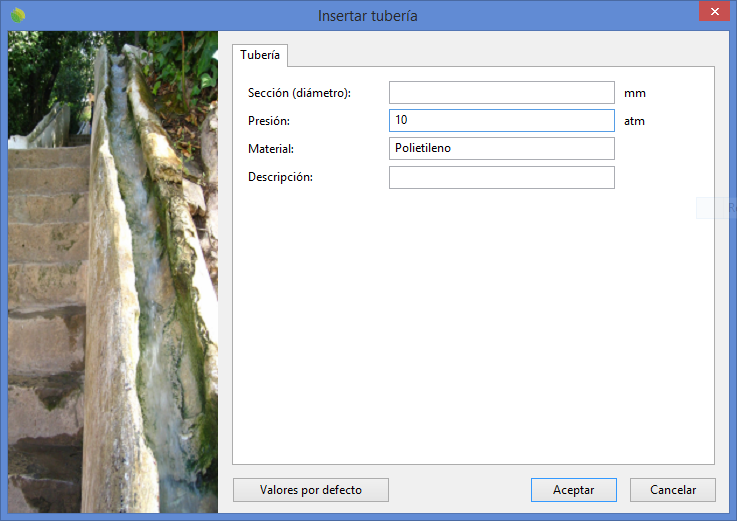 Insertar tubería
Tubería
Sección (diámetro): mm
Presión: 10 atm
Material: Polietileno
Descripción:
Valores por defecto Aceptar Cancelar